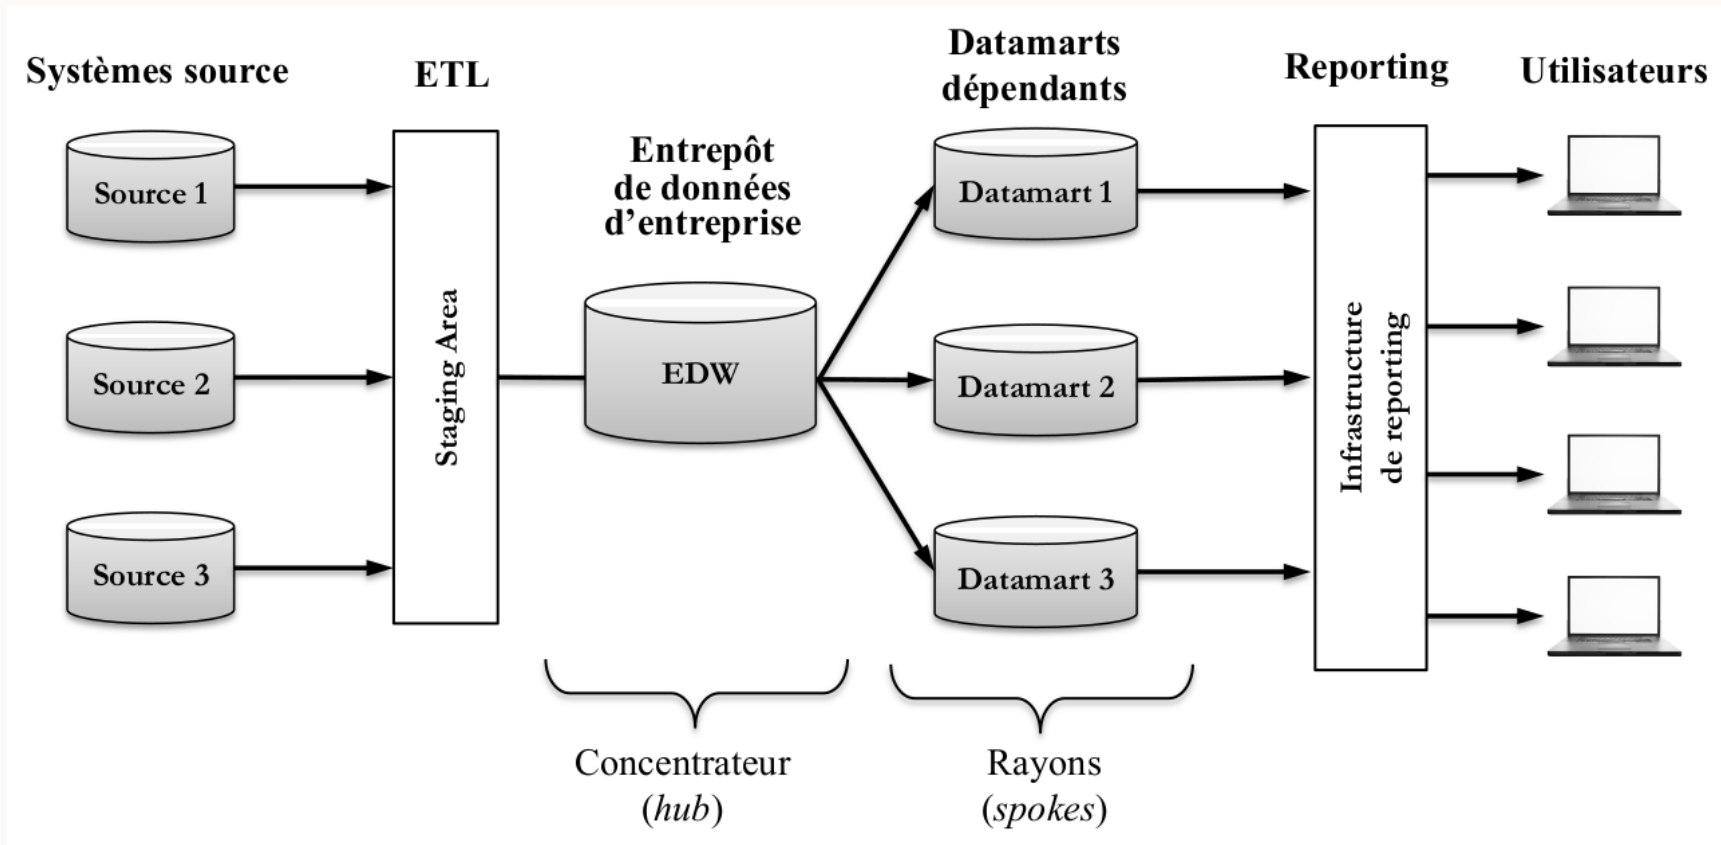 Systèmes source
ETL
Entrepôt
de données
d’entreprise
Datamarts
dépendants
Reporting
Utilisateurs
Source 1
Source 2
Source 3
Staging Area
EDW
Datamart 1
Datamart 2
Datamart 3
Infrastructure
de reporting
Concentrateur
(hub)
Rayons
(spokes)